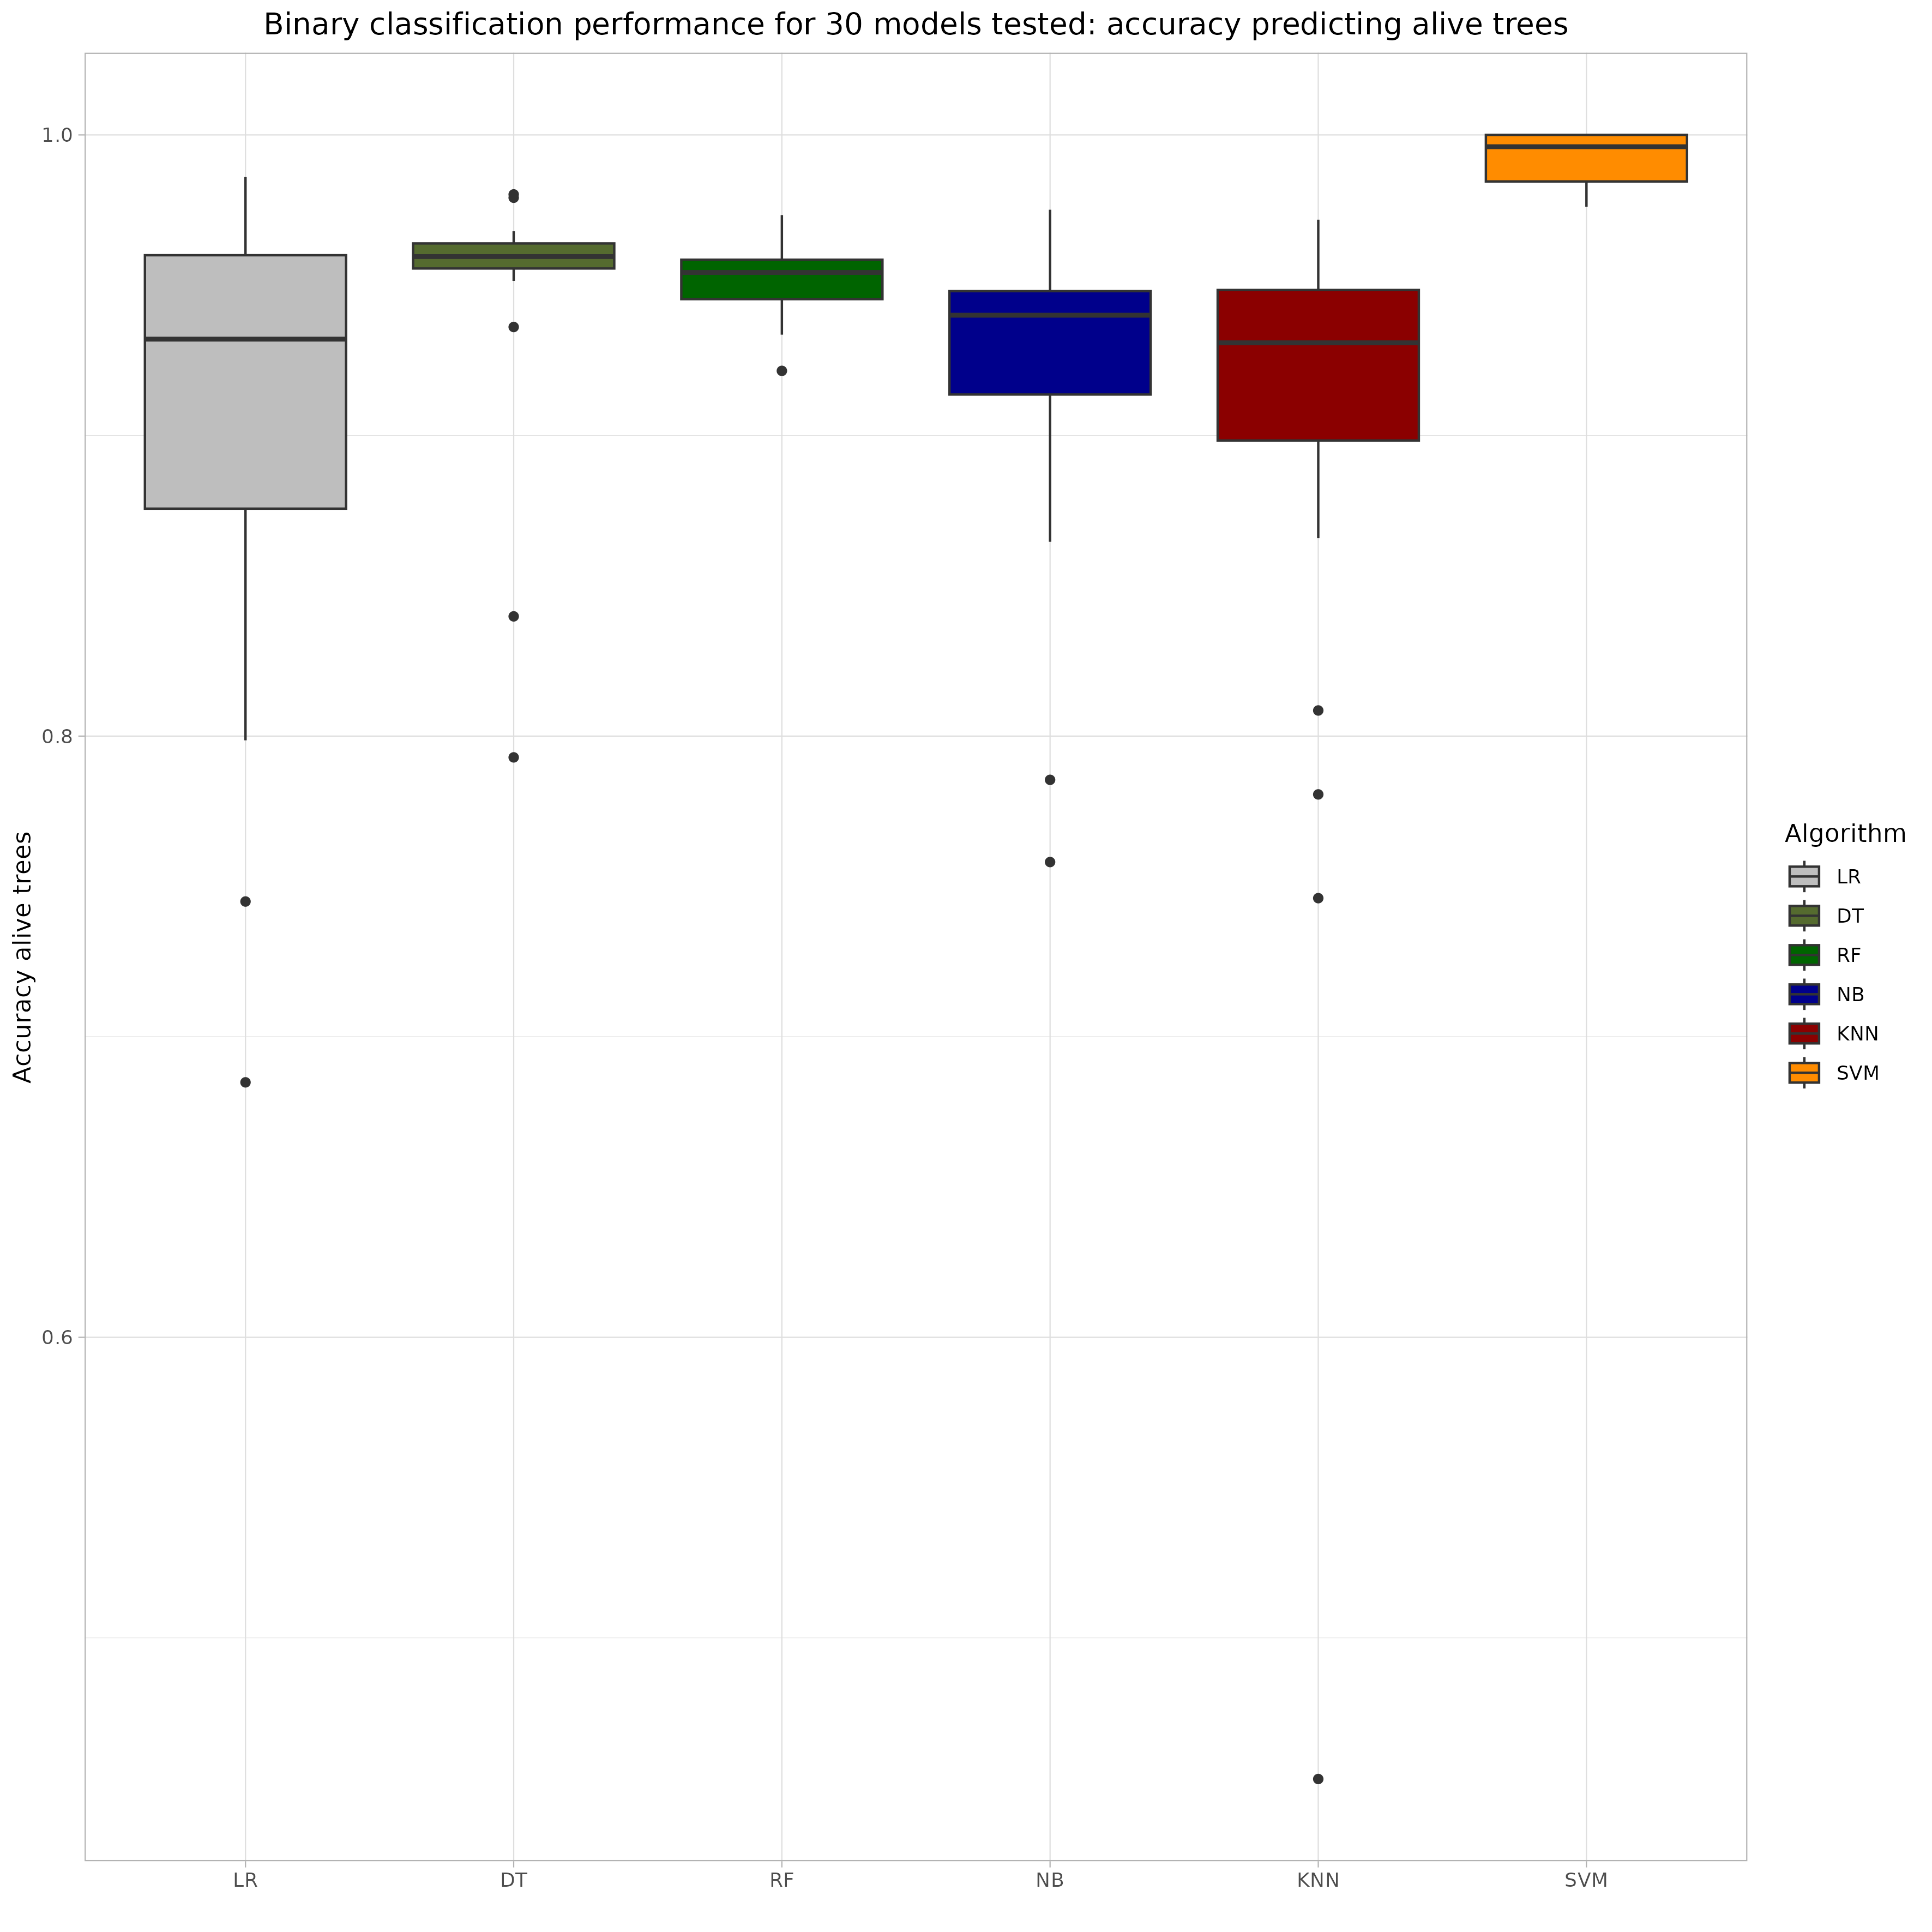 Binary classification performance for 30 models tested: accuracy predicting alive trees
1.0
0.8
0.6
Accuracy alive trees
LR
DT
RF
NB
KNN
SVM
Algorithm
LR
DT
RF
NB
KNN
SVM